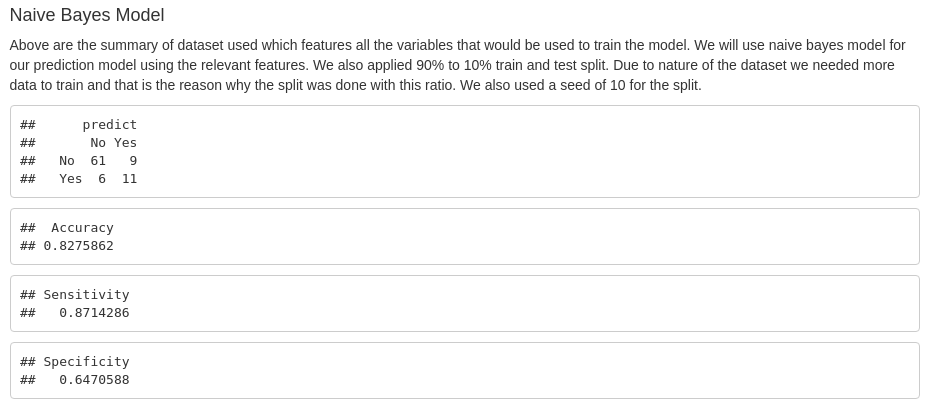 Naive Bayes Model
Above are the summary of dataset used which features all the variables that would be used to train the model. We will use naive bayes model for
our prediction model using the relevant features. We also applied 90% to 10% train and test split. Due to nature of the dataset we needed more
data to train and that is the reason why the split was done with this ratio. We also used a seed of 10 for the split.
##      predict
##       No Yes
##   No  61   9
##   Yes  6  11
##  Accuracy
## 0.8275862
## Sensitivity
##   0.8714286
## Specificity
##   0.6470588